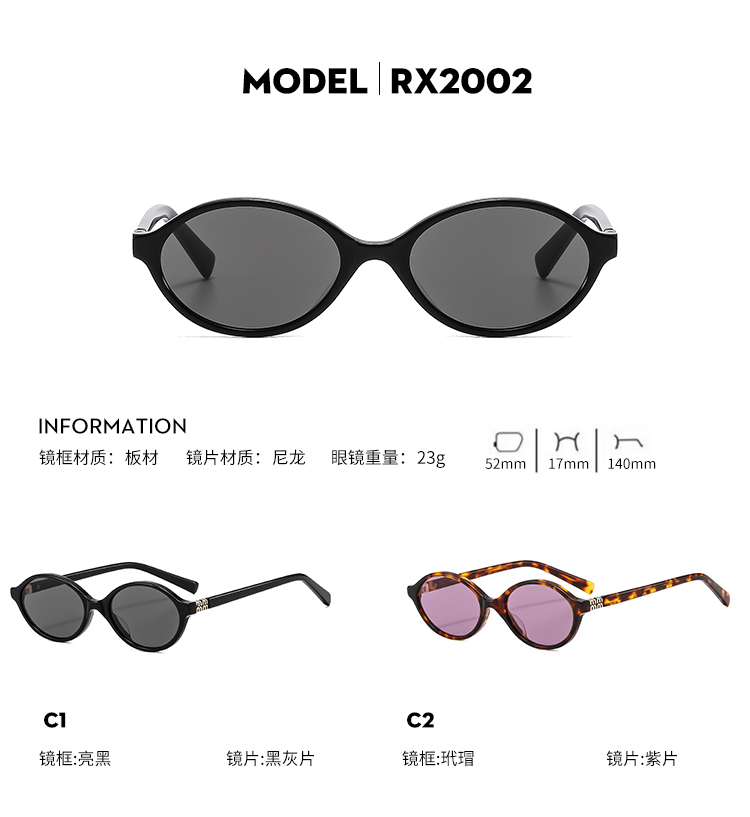 MODEL | RX2002
INFORMATION
镜框材质：板材 镜片材质：尼龙 眼镜重量：23g
52mm 17mm 140mm
C1
镜框:亮黑 镜片:黑灰片
C2
镜框:玳瑁 镜片:紫片